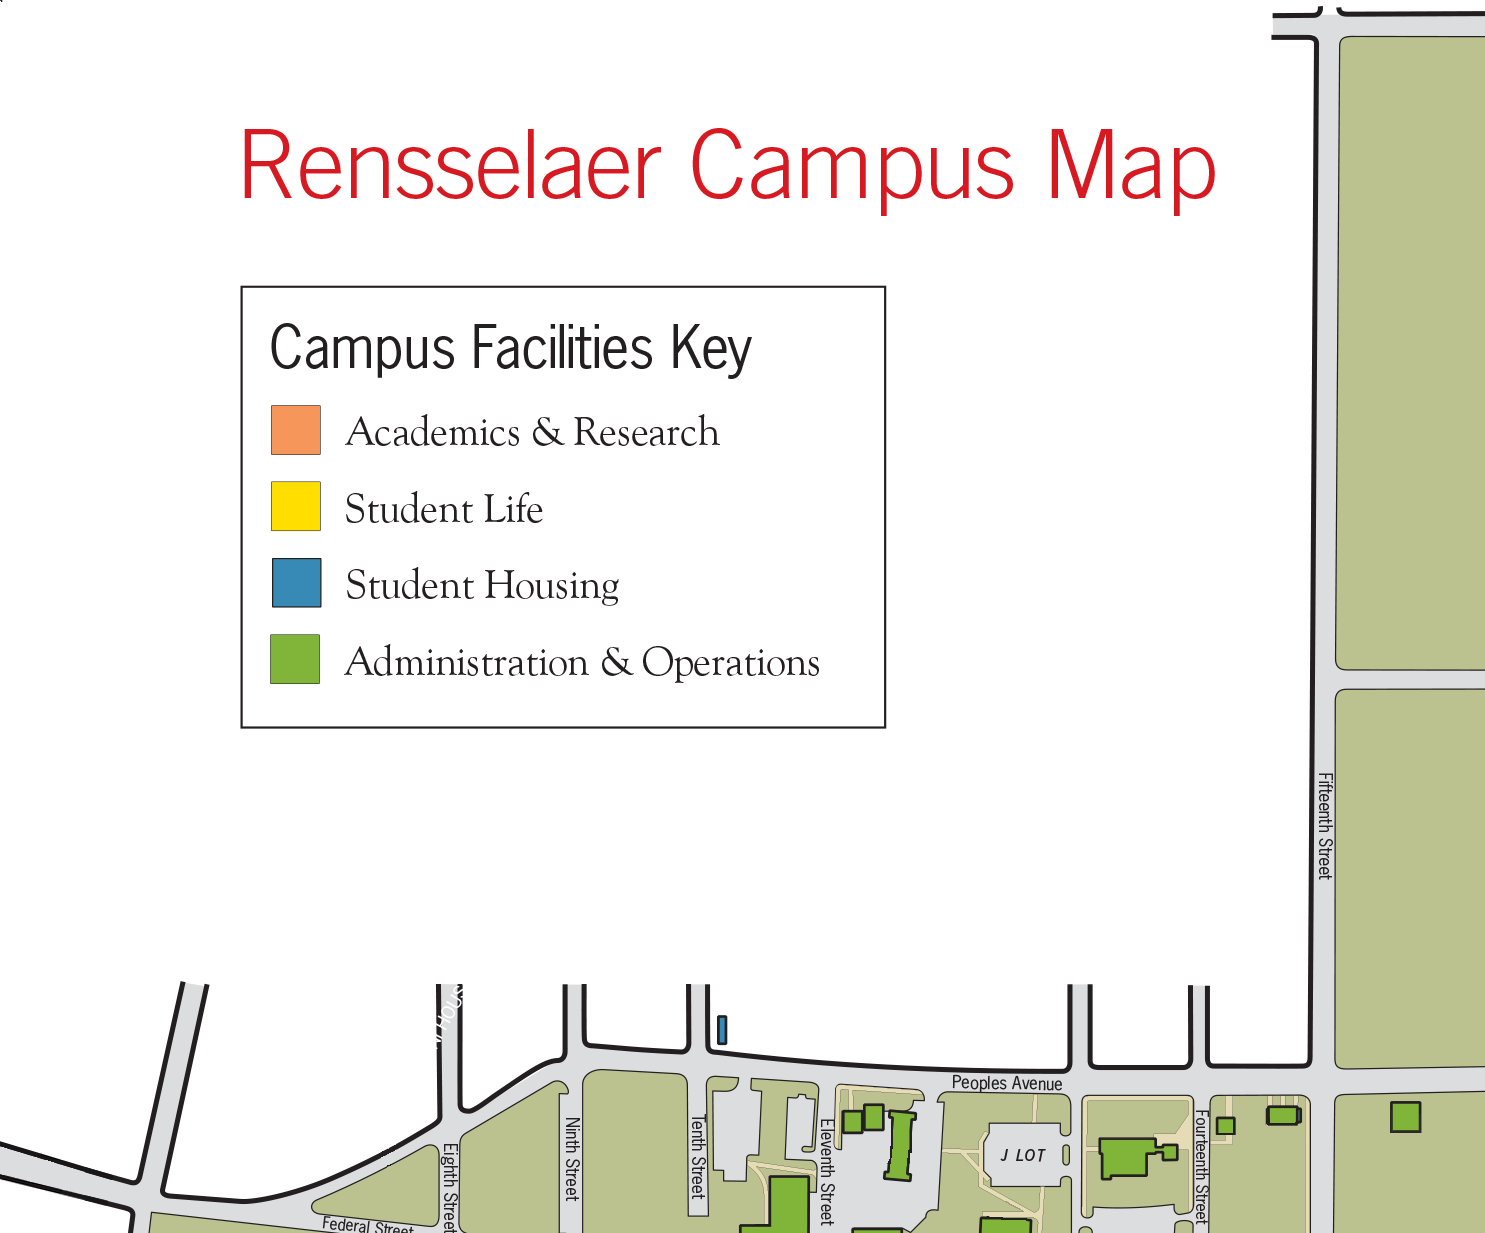 Rensselaer Campus Map
Campus Facilities Key
Academics & Research
Student Life
Student Housing
Administration & Operations
Fifteenth Street
Peoples Avenue
Ninth Street
Tenth Street
Eleventh Street
Fourteenth Street
Eighth Street
J LOT
Federal Street